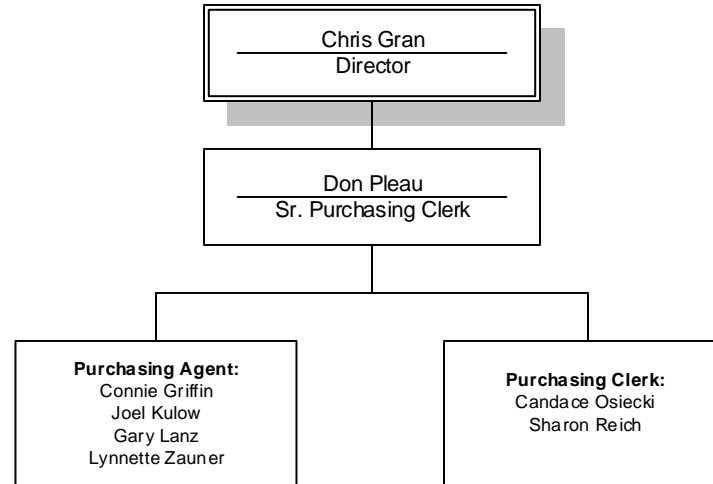 Chris Gran
Director
Don Pleau
Sr. Purchasing Clerk
Purchasing Agent:
Connie Griffin
Joel Kulow
Gary Lanz
Lynnette Zauner
Purchasing Clerk:
Candace Osiecki
Sharon Reich